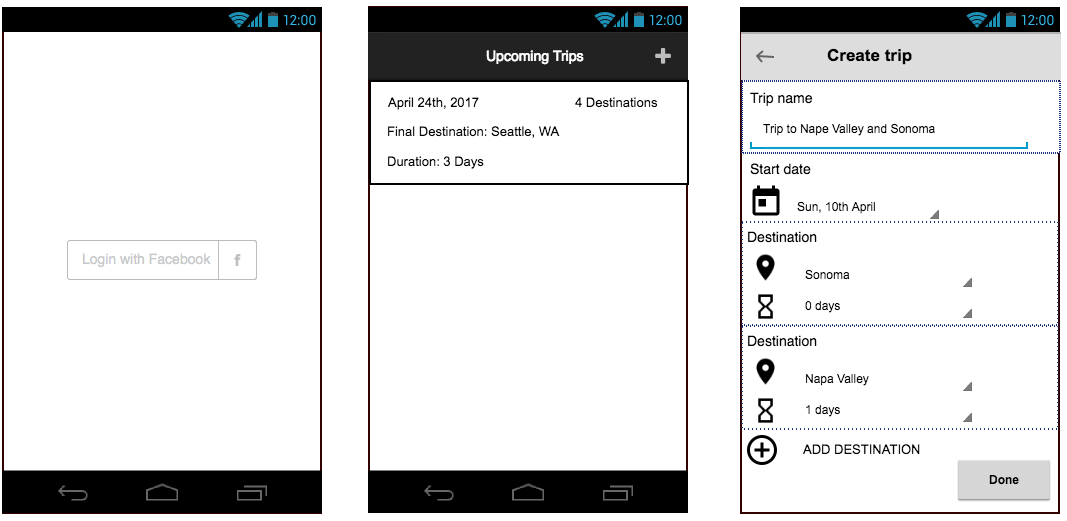 12:00
Login with Facebook f
12:00
Upcoming Trips
April 24th, 2017 4 Destinations
Final Destination: Seattle, WA
Duration: 3 Days
12:00
Create trip
Trip name
Trip to Nape Valley and Sonoma
Start date
Sun, 10th April
Destination
Sonoma
0 days
Destination
Napa Valley
1 days
ADD DESTINATION
Done